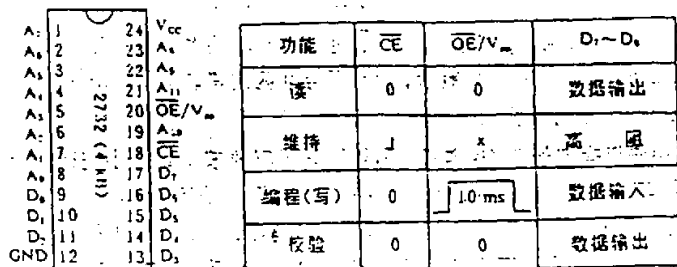 A₇ 1 24 Vcc
A₆ 2 23 A₈
A₅ 3 22 A₉
A₄ 4 21 A₁₁
A₃ 5 20 OE/Vpp
A₂ 6 19 A₁₀
A₁ 7 18 CE
A₀ 8 17 D₇
D₀ 9 16 D₆
D₁ 10 15 D₅
D₂ 11 14 D₄
GND 12 13 D₃
2732 (4 kB)
功能 CE OE/Vpp D₇～D₀
读 0 0 数据输出
维持 1 × 高 阻
编程(写) 0 10 ms 数据输入
校验 0 0 数据输出